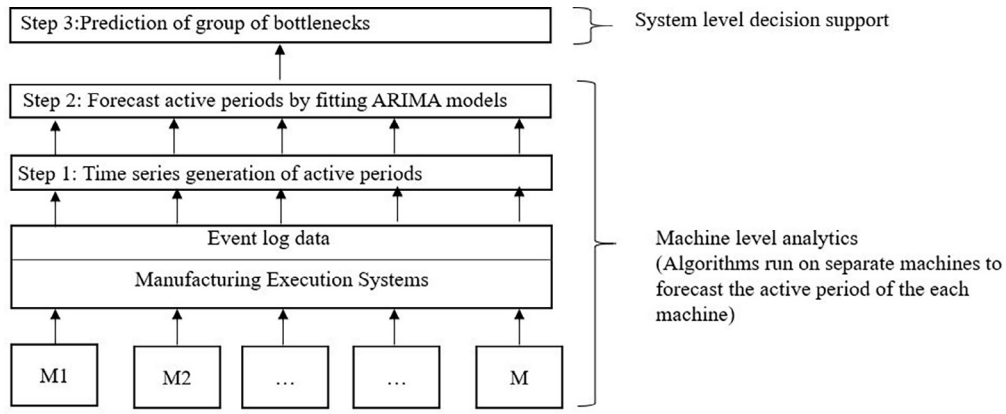 Step 3:Prediction of group of bottlenecks
System level decision support
Step 2: Forecast active periods by fitting ARIMA models
Step 1: Time series generation of active periods
Event log data
Manufacturing Execution Systems
Machine level analytics
(Algorithms run on separate machines to
forecast the active period of the each
machine)
M1
M2
...
...
M